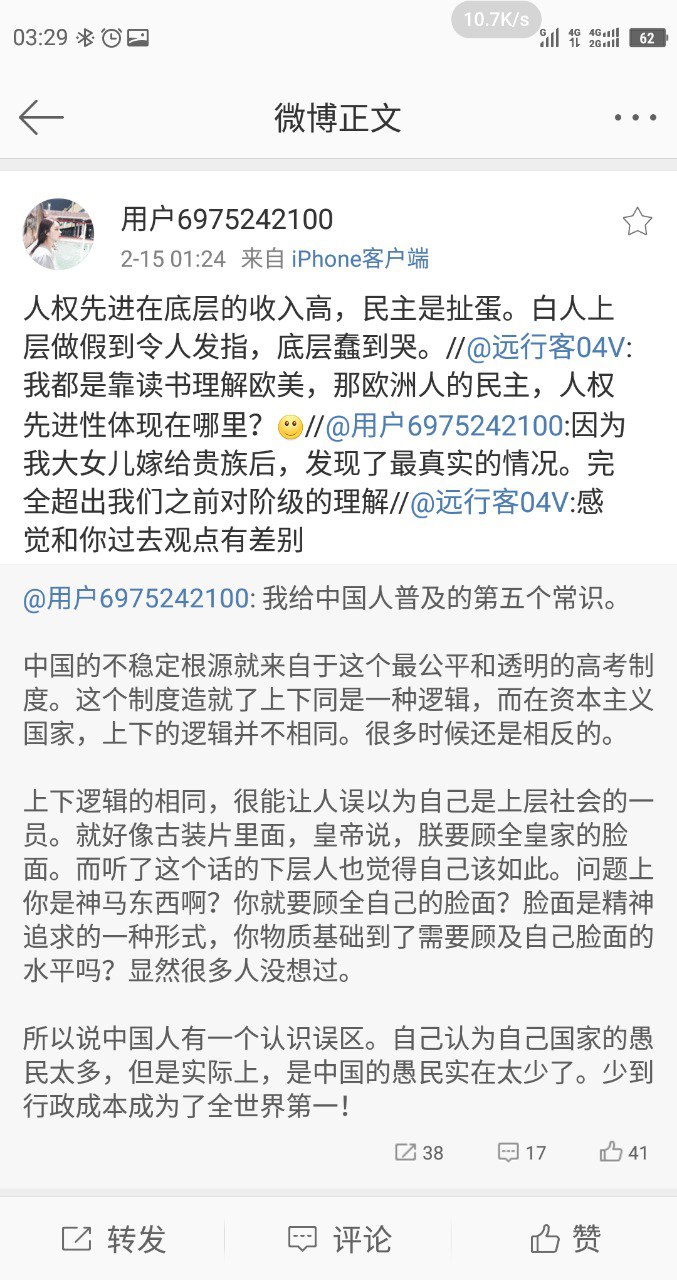 03:29
10.7K/s
G
4G
4G
2G
62
微博正文
用户6975242100
2-15 01:24 来自 iPhone客户端
人权先进在底层的收入高，民主是扯蛋。白人上
层做假到令人发指，底层蠢到哭。//@远行客04V:
我都是靠读书理解欧美，那欧洲人的民主，人权
先进性体现在哪里？🙂//@用户6975242100:因为
我大女儿嫁给贵族后，发现了最真实的情况。完
全超出我们之前对阶级的理解//@远行客04V:感
觉和你过去观点有差别
@用户6975242100: 我给中国人普及的第五个常识。
中国的不稳定根源就来自于这个最公平和透明的高考制
度。这个制度造就了上下同是一种逻辑，而在资本主义
国家，上下的逻辑并不相同。很多时候还是相反的。
上下逻辑的相同，很能让人误以为自己是上层社会的一
员。就好像古装片里面，皇帝说，朕要顾全皇家的脸
面。而听了这个话的下层人也觉得自己该如此。问题上
你是神马东西啊？你就要顾全自己的脸面？脸面是精神
追求的一种形式，你物质基础到了需要顾及自己脸面的
水平吗？显然很多人没想过。
所以说中国人有一个认识误区。自己认为自己国家的愚
民太多，但是实际上，是中国的愚民实在太少了。少到
行政成本成为了全世界第一！
38 17 41
转发 评论 赞